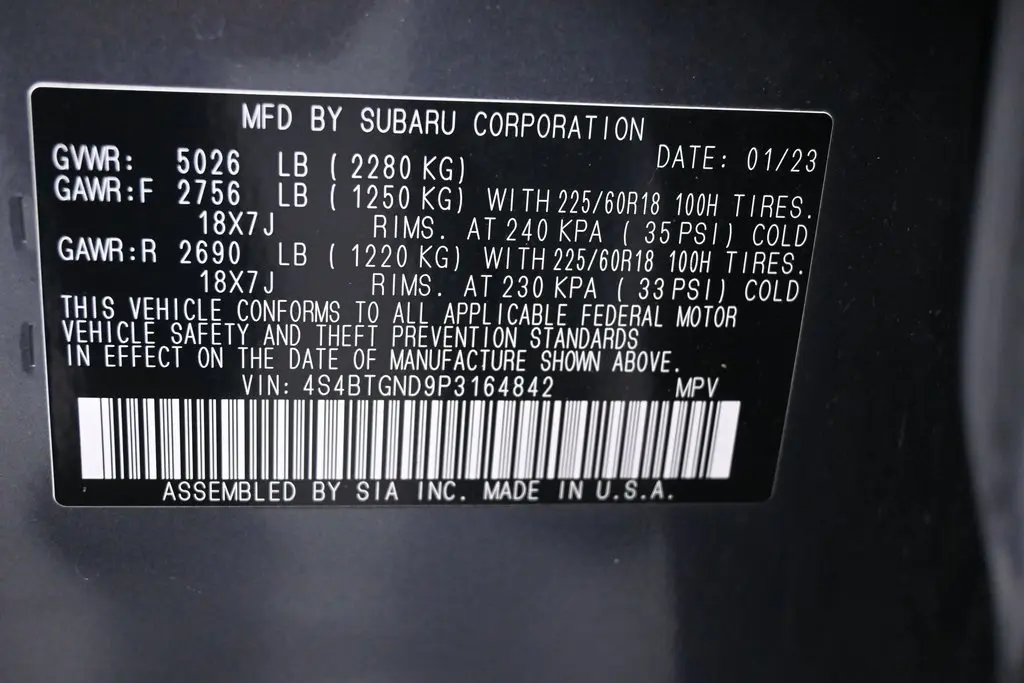 MFD BY SUBARU CORPORATION
GVWR: 5026 LB ( 2280 KG) DATE: 01/23
GAWR:F 2756 LB ( 1250 KG) WITH 225/60R18 100H TIRES.
18X7J RIMS. AT 240 KPA ( 35 PSI) COLD
GAWR:R 2690 LB ( 1220 KG) WITH 225/60R18 100H TIRES.
18X7J RIMS. AT 230 KPA ( 33 PSI) COLD
THIS VEHICLE CONFORMS TO ALL APPLICABLE FEDERAL MOTOR
VEHICLE SAFETY AND THEFT PREVENTION STANDARDS
IN EFFECT ON THE DATE OF MANUFACTURE SHOWN ABOVE.
VIN: 4S4BTGND9P3164842 MPV
ASSEMBLED BY SIA INC. MADE IN U.S.A.